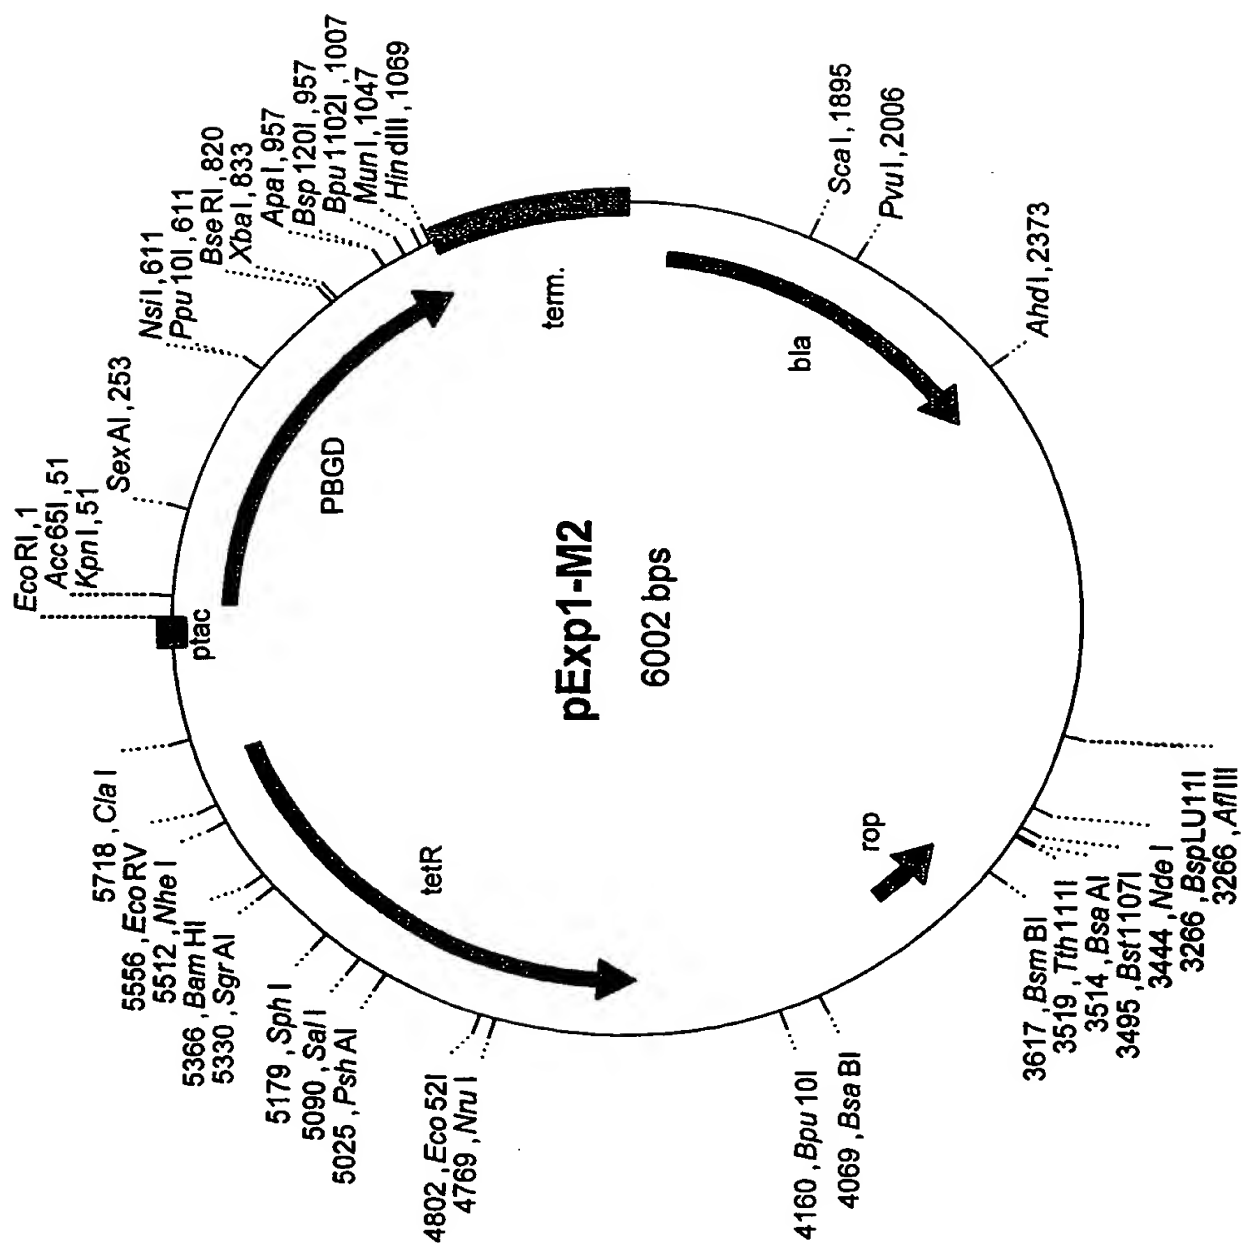 EcoRI, 1
Acc65I, 51
KpnI, 51
SexAI, 253
NsiI, 611
Ppu10I, 611
BseRI, 820
XbaI, 833
ApaI, 957
Bsp120I, 957
Bpu1102I, 1007
MunI, 1047
HindIII, 1069
ScaI, 1895
PvuI, 2006
AhdI, 2373
ptac
PBGD
term.
bla
pExp1-M2
6002 bps
tetR
rop
5718, ClaI
5556, EcoRV
5512, NheI
5366, BamHI
5330, SgrAI
5179, SphI
5090, SalI
5025, PshAI
4802, Eco52I
4769, NruI
4160, Bpu10I
4069, BsaBI
3617, BsmBI
3519, Tth111I
3514, BsaAI
3495, Bst1107I
3444, NdeI
3266, BspLU11I
3266, AflIII